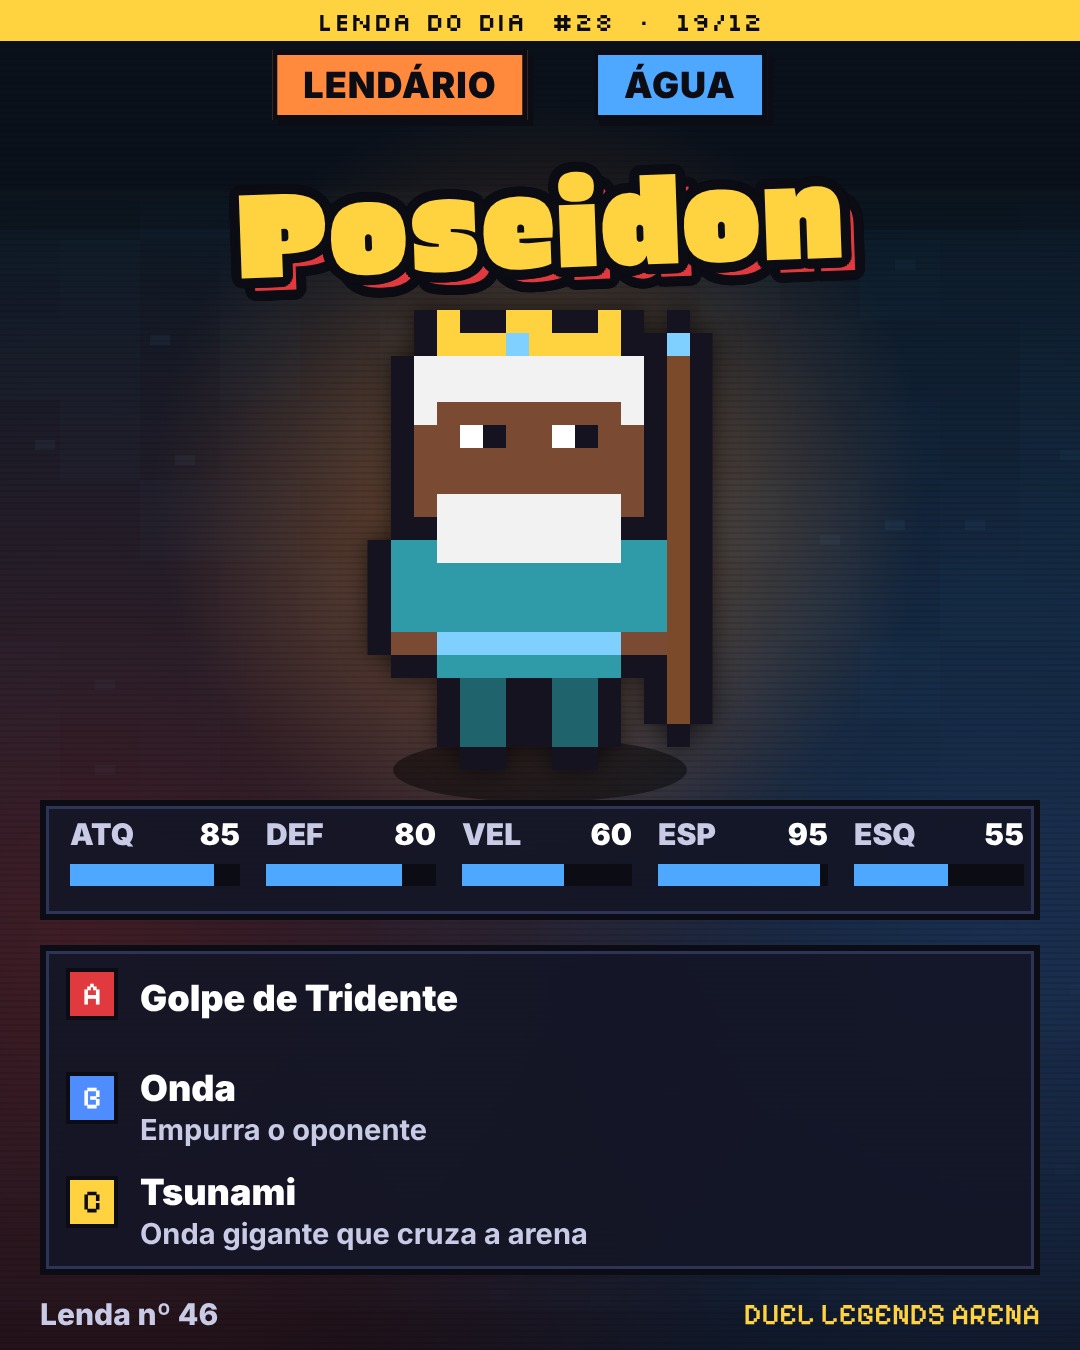 LENDA DO DIA #28 · 19/12
LENDÁRIO ÁGUA
Poseidon
ATQ 85 DEF 80 VEL 60 ESP 95 ESQ 55
A Golpe de Tridente
B Onda
Empurra o oponente
C Tsunami
Onda gigante que cruza a arena
Lenda nº 46 DUEL LEGENDS ARENA